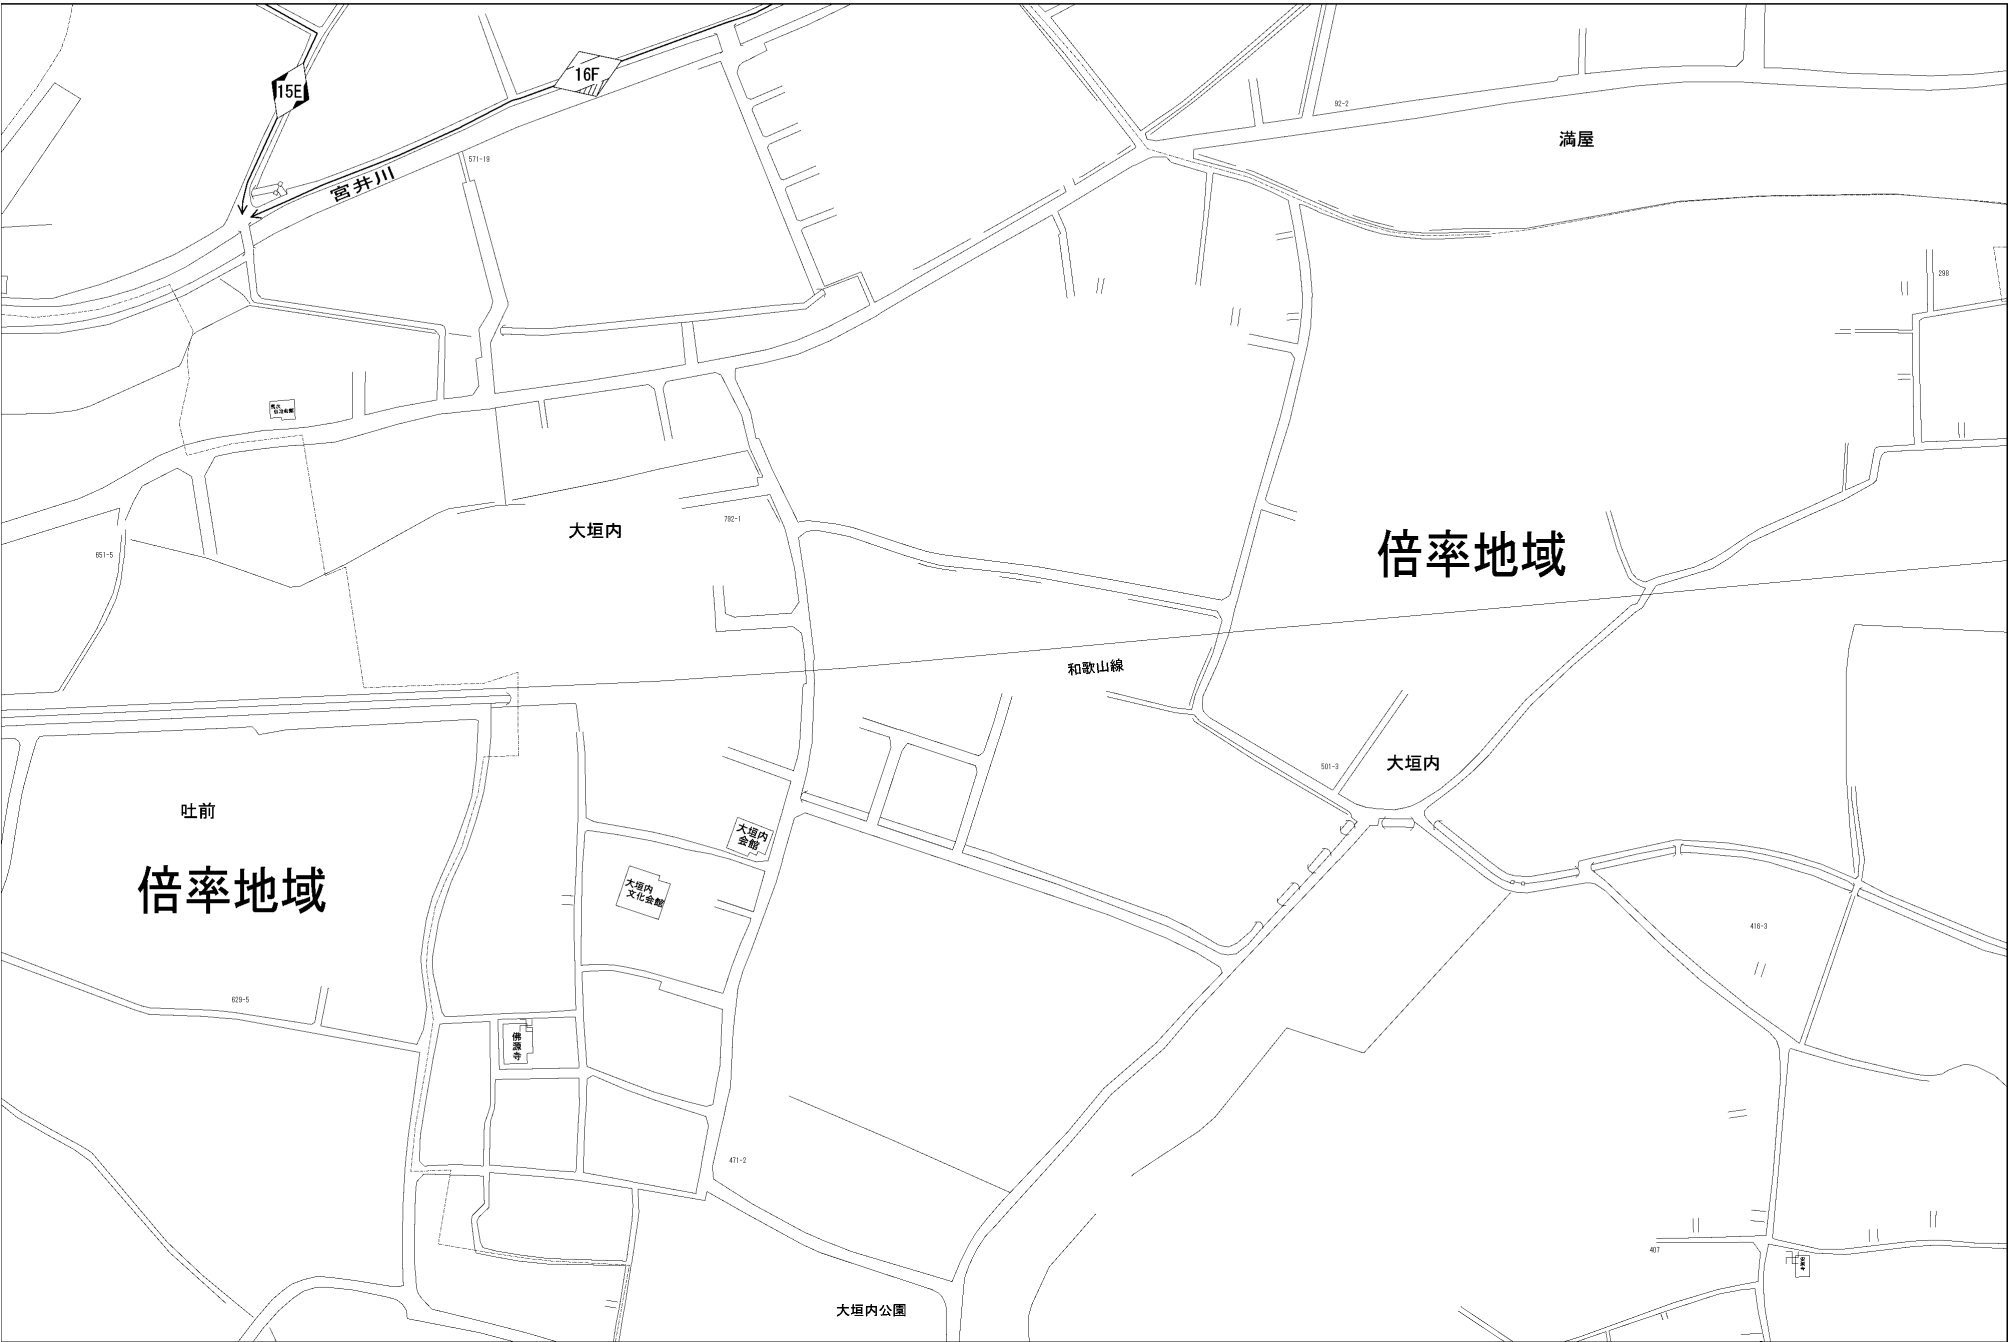 16F
15E
92-2
満屋
571-19
宮井川
298
792-1
大垣内
倍率地域
651-5
和歌山線
501-3
大垣内
吐前
大垣内
会館
倍率地域
大垣内
文化会館
416-3
629-5
佛源寺
471-2
407
大垣内公園